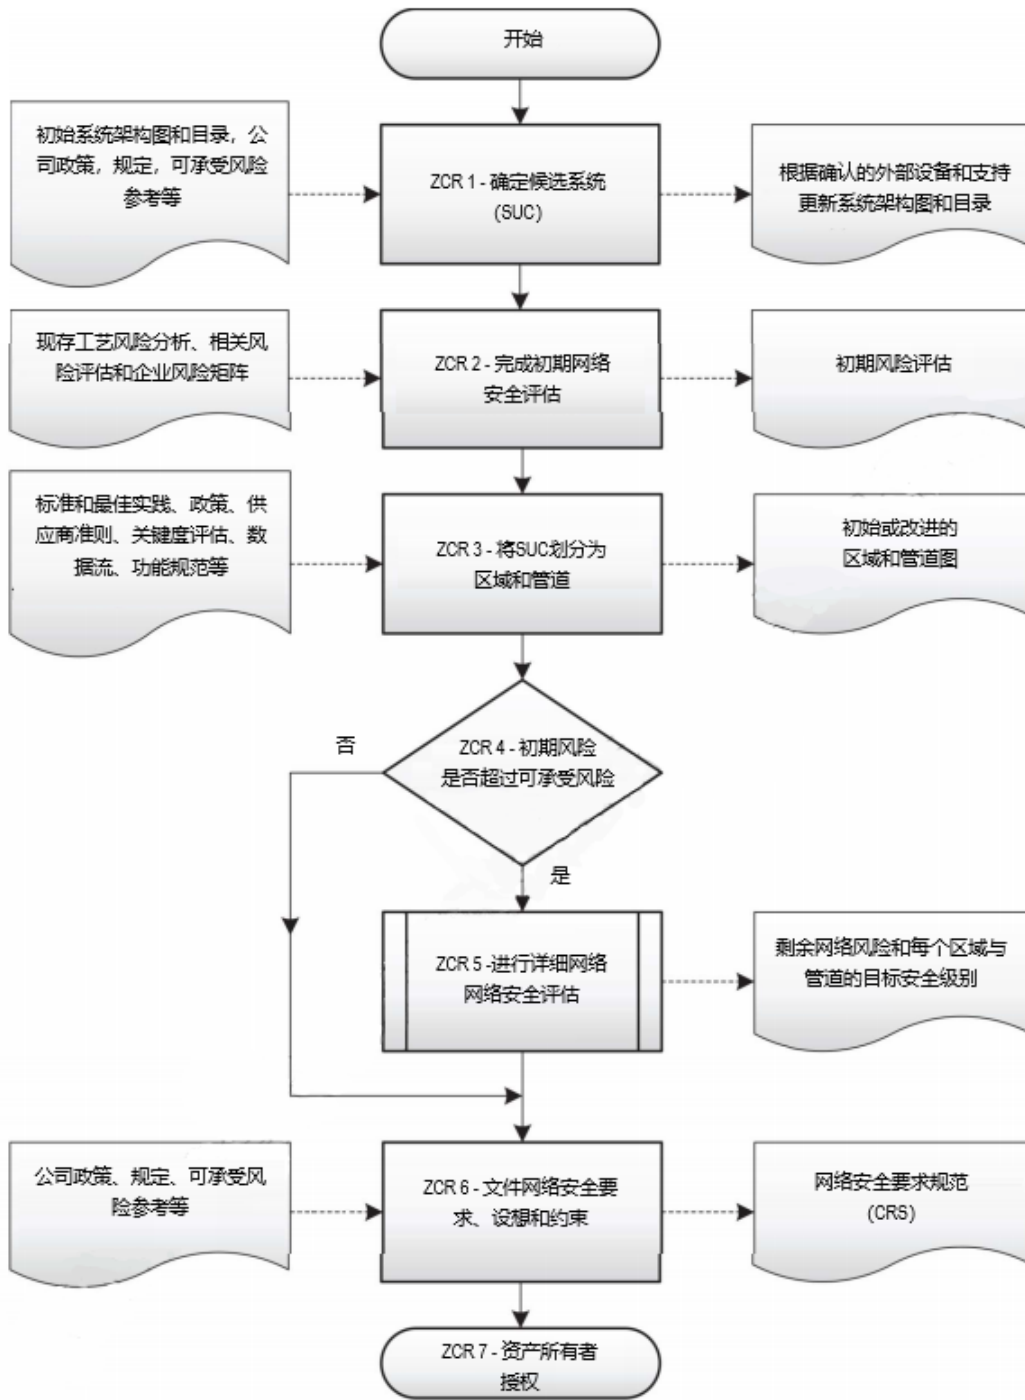 开始
初始系统架构图和目录，公
司政策，规定，可承受风险
参考等
ZCR 1 - 确定候选系统
(SUC)
根据确认的外部设备和支持
更新系统架构图和目录
现存工艺风险分析、相关风
险评估和企业风险矩阵
ZCR 2 - 完成初期网络
安全评估
初期风险评估
标准和最佳实践、政策、供
应商准则、关键度评估、数
据流、功能规范等
ZCR 3 - 将SUC划分为
区域和管道
初始或改进的
区域和管道图
否
ZCR 4 - 初期风险
是否超过可承受风险
是
ZCR 5 -进行详细网络
网络安全评估
剩余网络风险和每个区域与
管道的目标安全级别
公司政策、规定、可承受风
险参考等
ZCR 6 - 文件网络安全要
求、设想和约束
网络安全要求规范
(CRS)
ZCR 7 - 资产所有者
授权